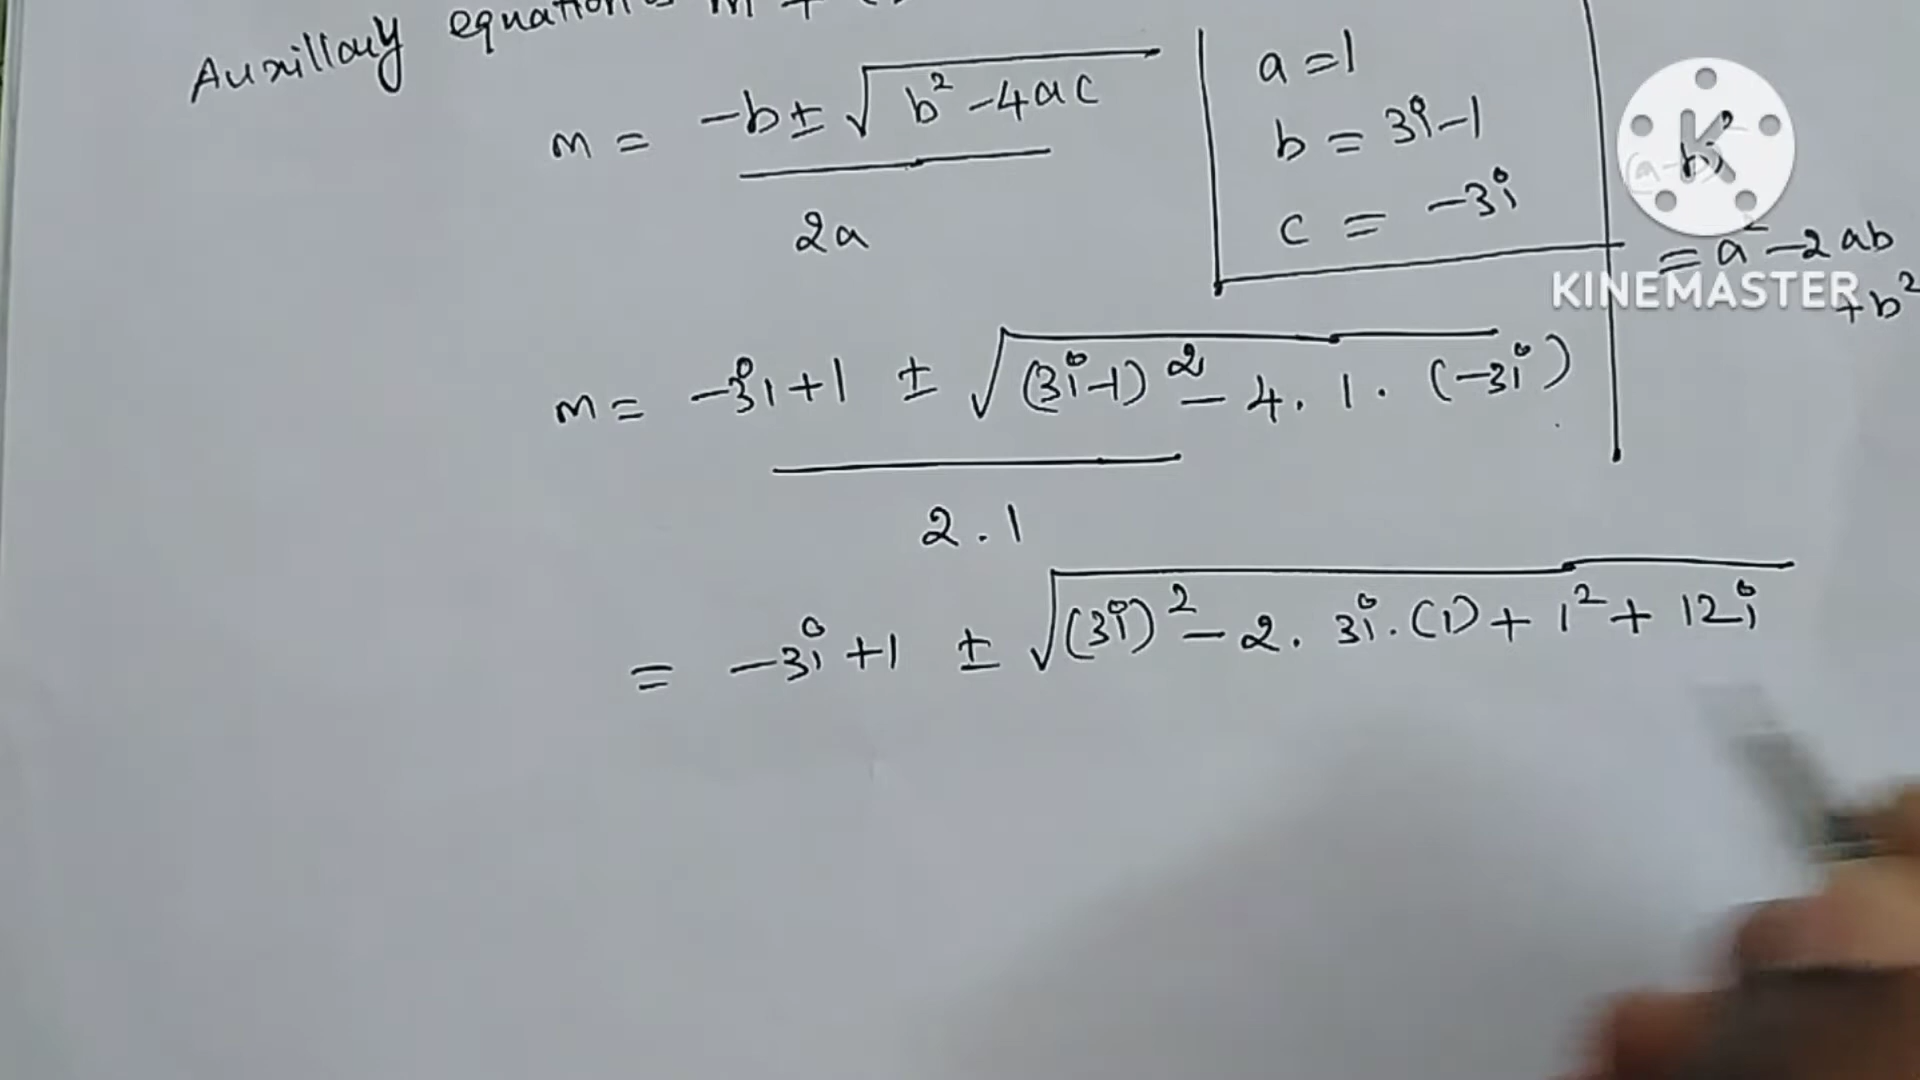 Auxillary equation
m = -b ± √(b² - 4ac)
2a
a = 1
b = 3i - 1
c = -3i
= a² - 2ab
+ b²
KINEMASTER
m = -3i + 1 ± √((3i - 1)² - 4 . 1 . (-3i))
2 . 1
= -3i + 1 ± √((3i)² - 2 . 3i . (1) + 1² + 12i)